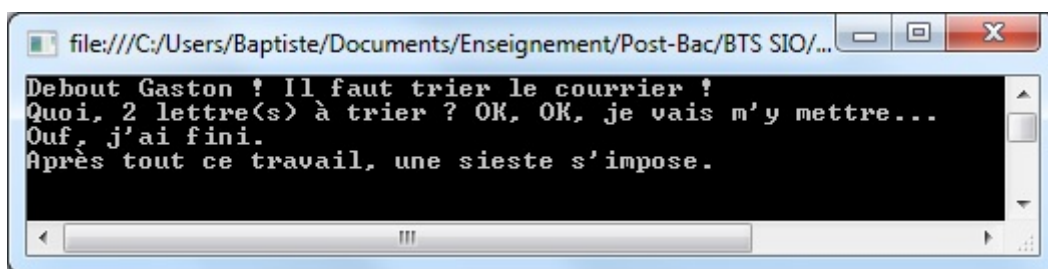 file:///C:/Users/Baptiste/Documents/Enseignement/Post-Bac/BTS SIO/...
Debout Gaston ! Il faut trier le courrier !
Quoi, 2 lettre(s) à trier ? OK, OK, je vais m'y mettre...
Ouf, j'ai fini.
Après tout ce travail, une sieste s'impose.